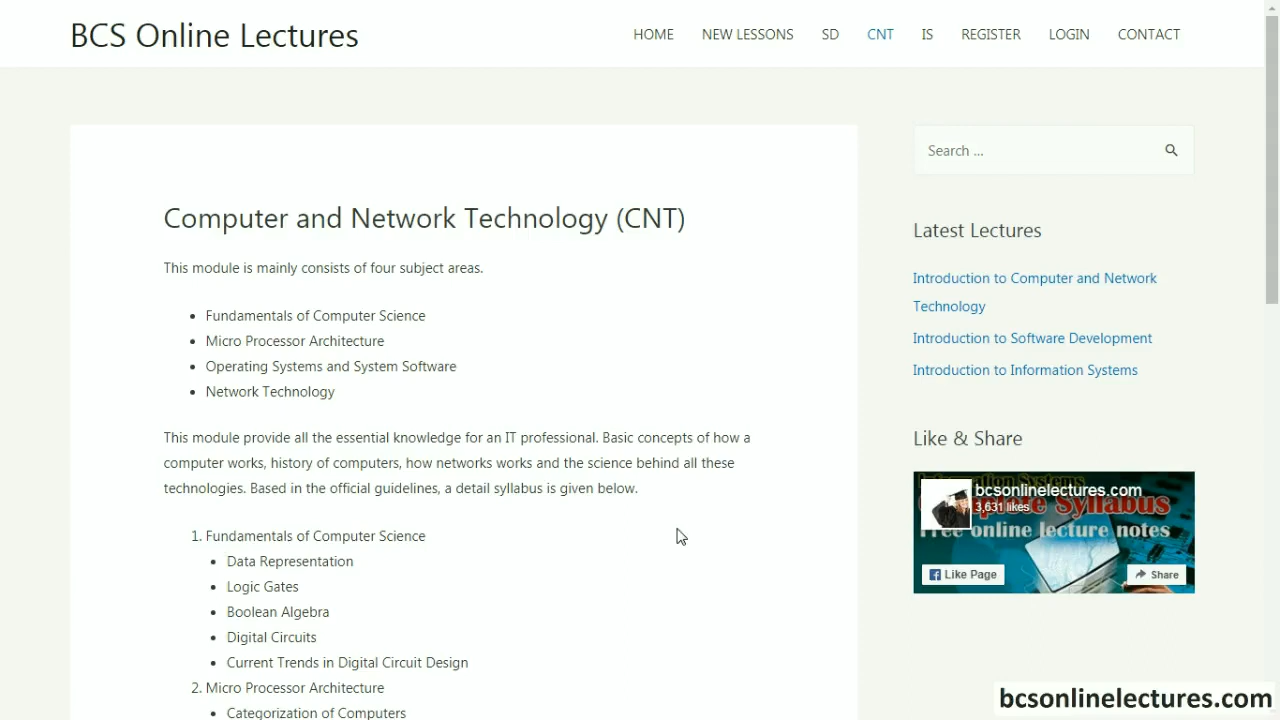 BCS Online Lectures
HOME NEW LESSONS SD CNT IS REGISTER LOGIN CONTACT
Computer and Network Technology (CNT)
This module is mainly consists of four subject areas.
• Fundamentals of Computer Science
• Micro Processor Architecture
• Operating Systems and System Software
• Network Technology
This module provide all the essential knowledge for an IT professional. Basic concepts of how a
computer works, history of computers, how networks works and the science behind all these
technologies. Based in the official guidelines, a detail syllabus is given below.
1. Fundamentals of Computer Science
• Data Representation
• Logic Gates
• Boolean Algebra
• Digital Circuits
• Current Trends in Digital Circuit Design
2. Micro Processor Architecture
• Categorization of Computers
Search ...
Latest Lectures
Introduction to Computer and Network
Technology
Introduction to Software Development
Introduction to Information Systems
Like & Share
Information Systems
bcsonlinelectures.com
3,631 likes
Complete Syllabus
Free online lecture notes
Like Page
Share
bcsonlinelectures.com